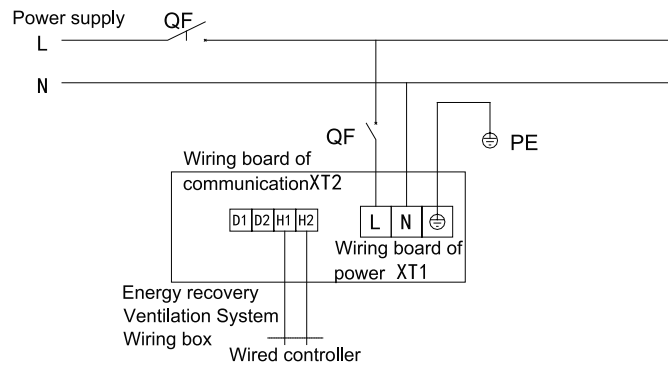 Power supply
QF
L
N
QF
PE
Wiring board of
communicationXT2
D1 D2 H1 H2
L N
Wiring board of
power XT1
Energy recovery
Ventilation System
Wiring box
Wired controller